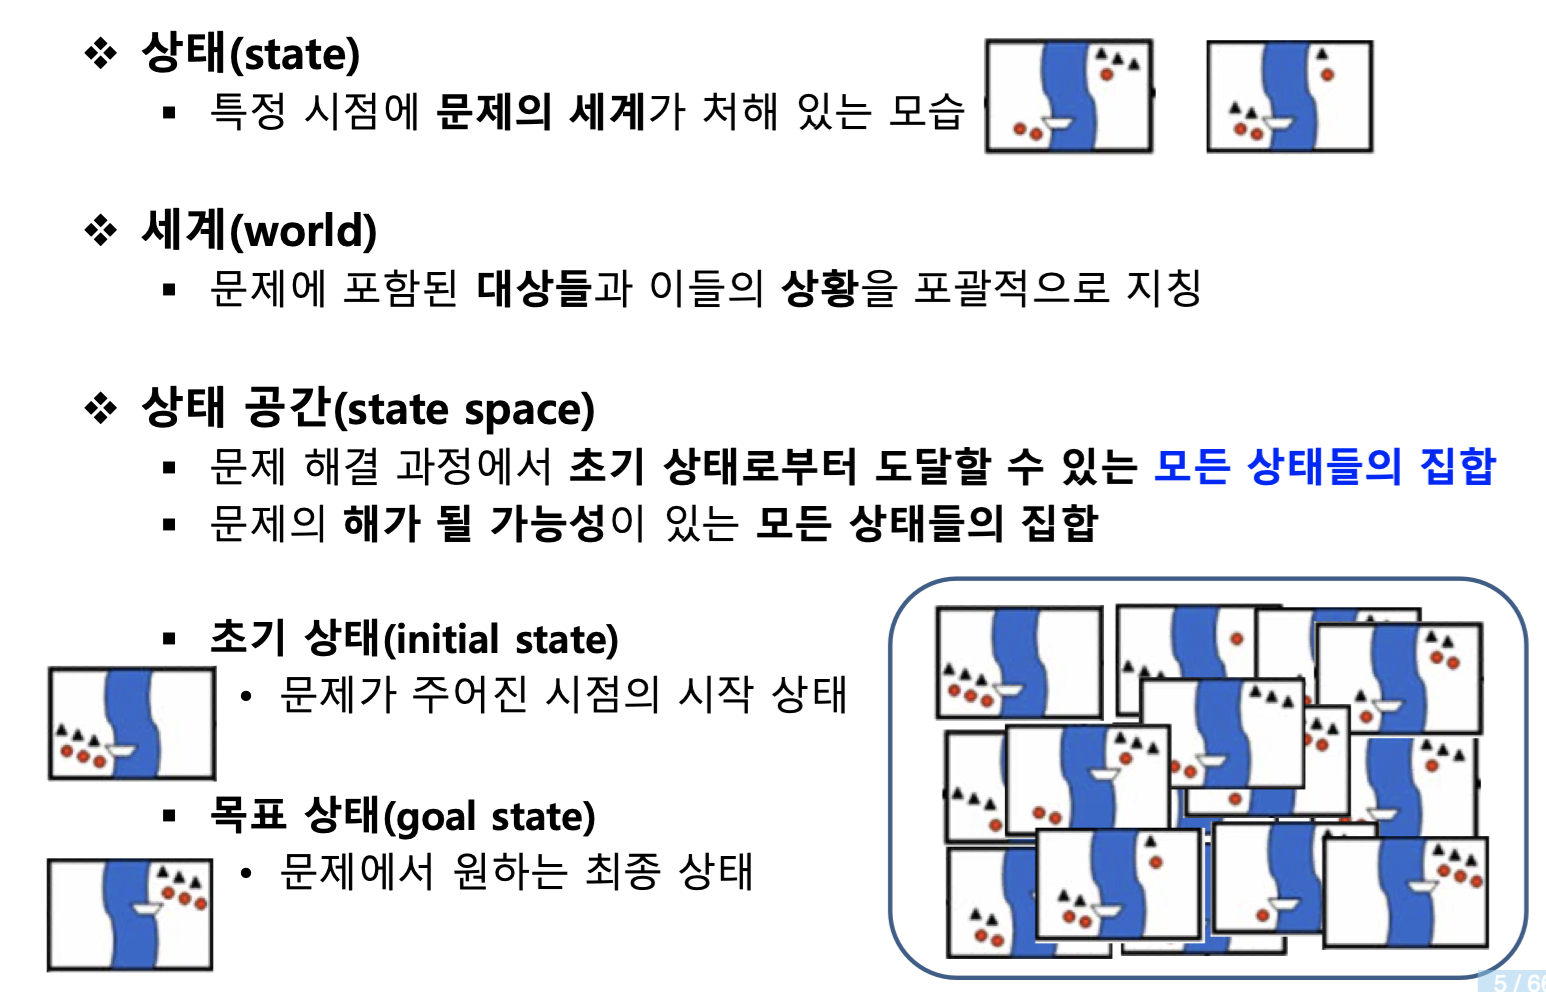 ❖ 상태(state)
▪ 특정 시점에 문제의 세계가 처해 있는 모습
❖ 세계(world)
▪ 문제에 포함된 대상들과 이들의 상황을 포괄적으로 지칭
❖ 상태 공간(state space)
▪ 문제 해결 과정에서 초기 상태로부터 도달할 수 있는 모든 상태들의 집합
▪ 문제의 해가 될 가능성이 있는 모든 상태들의 집합
▪ 초기 상태(initial state)
• 문제가 주어진 시점의 시작 상태
▪ 목표 상태(goal state)
• 문제에서 원하는 최종 상태
5 / 66